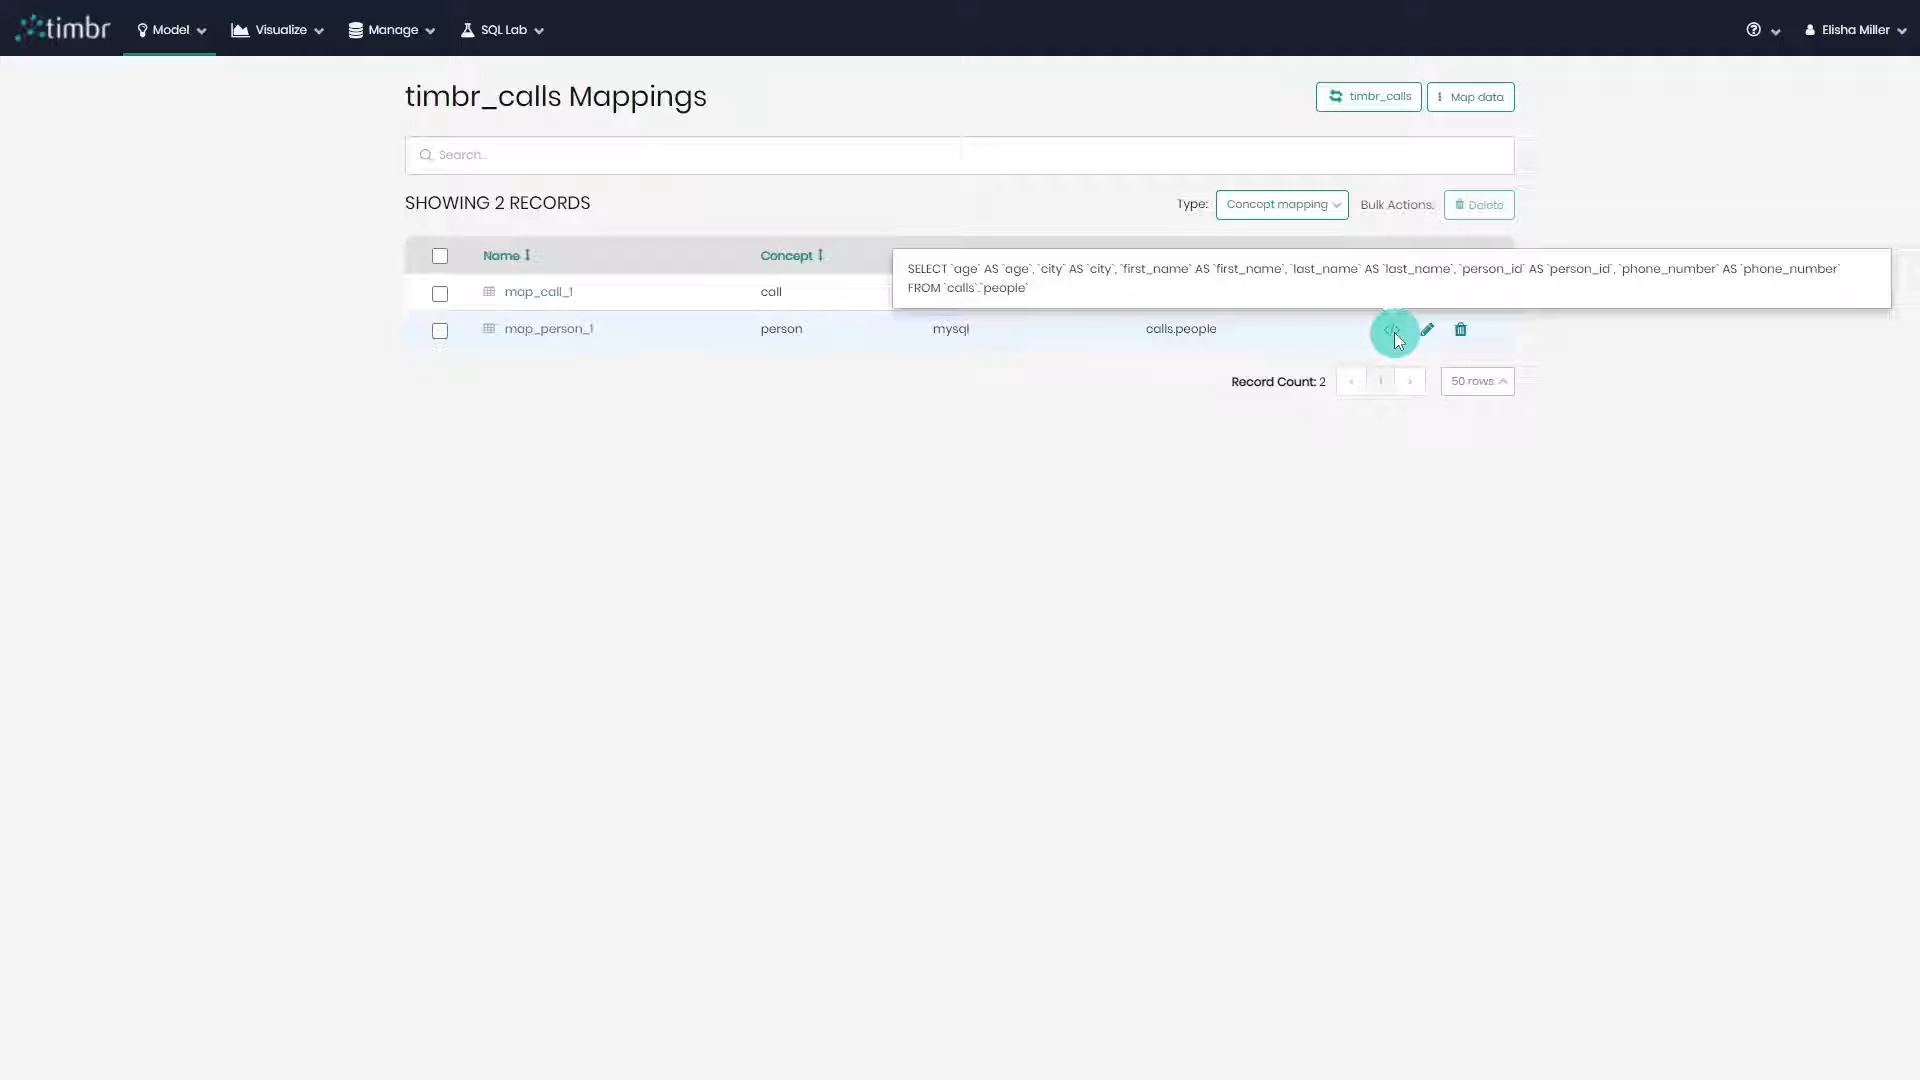 timbr Model Visualize Manage SQL Lab Elisha Miller
timbr_calls Mappings timbr_calls Map data
Search...
SHOWING 2 RECORDS Type: Concept mapping Bulk Actions: Delete
Name Concept
SELECT `age` AS `age`, `city` AS `city`, `first_name` AS `first_name`, `last_name` AS `last_name`, `person_id` AS `person_id`, `phone_number` AS `phone_number`
FROM `calls`.`people`
map_call_1 call
map_person_1 person mysql calls.people
Record Count: 2 « 1 » 50 rows